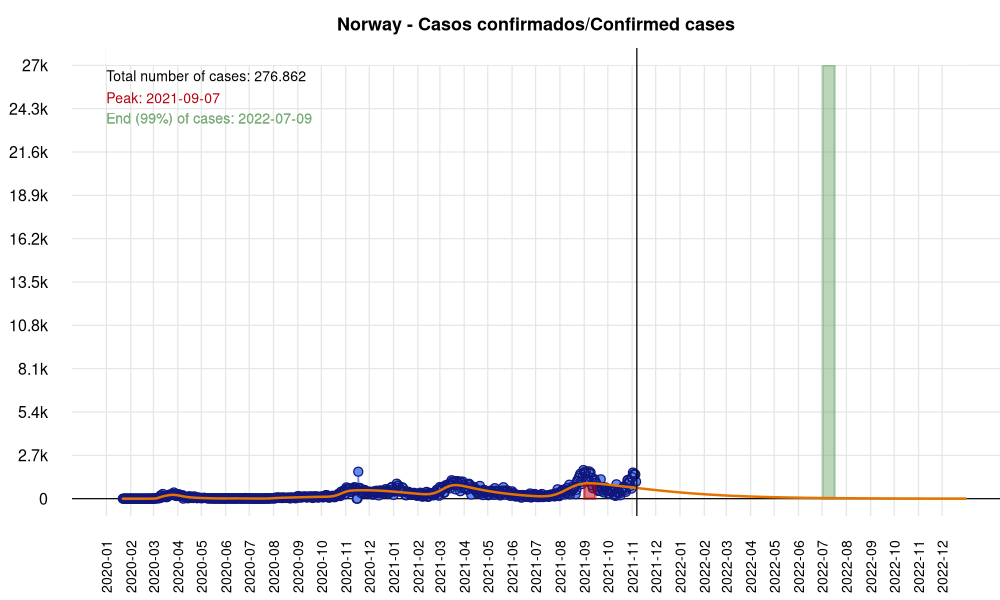 Norway - Casos confirmados/Confirmed cases
27k
Total number of cases: 276.862
Peak: 2021-09-07
24.3k
End (99%) of cases: 2022-07-09
21.6k
18.9k
16.2k
13.5k
10.8k
8.1k
5.4k
2.7k
0
2020-01
2020-02
2020-03
2020-04
2020-05
2020-06
2020-07
2020-08
2020-09
2020-10
2020-11
2020-12
2021-01
2021-02
2021-03
2021-04
2021-05
2021-06
2021-07
2021-08
2021-09
2021-10
2021-11
2021-12
2022-01
2022-02
2022-03
2022-04
2022-05
2022-06
2022-07
2022-08
2022-09
2022-10
2022-11
2022-12